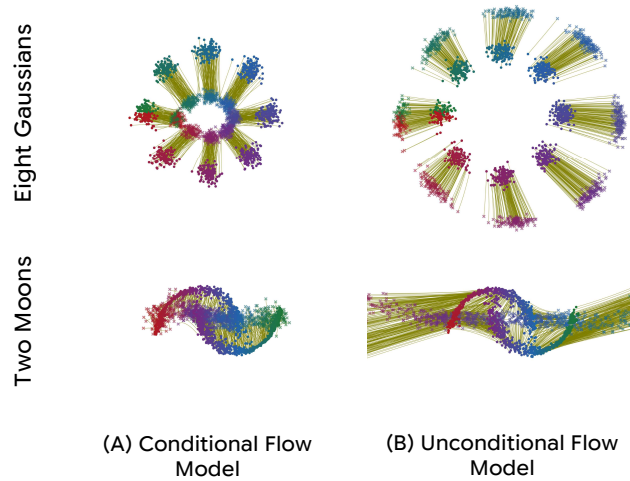 Eight Gaussians
Two Moons
(A) Conditional Flow
Model
(B) Unconditional Flow
Model